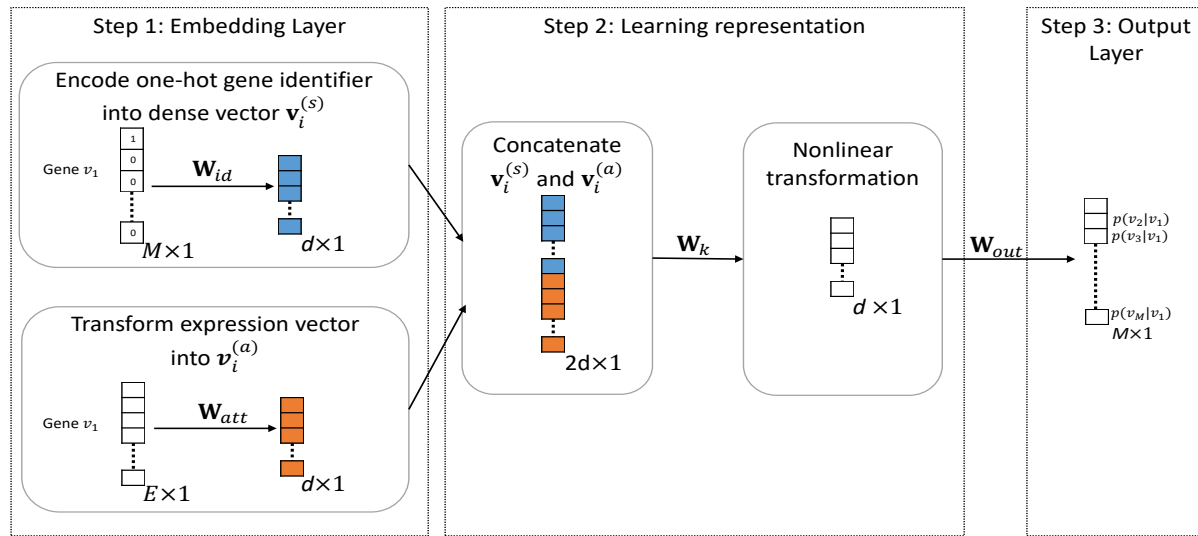 Step 1: Embedding Layer
Encode one-hot gene identifier
into dense vector v_i^(s)
Gene v_1
1
0
0
0
M×1
W_id
d×1
Transform expression vector
into v_i^(a)
Gene v_1
E×1
W_att
d×1
Step 2: Learning representation
Concatenate
v_i^(s) and v_i^(a)
2d×1
W_k
Nonlinear
transformation
d ×1
W_out
Step 3: Output
Layer
p(v_2|v_1)
p(v_3|v_1)
p(v_M|v_1)
M×1